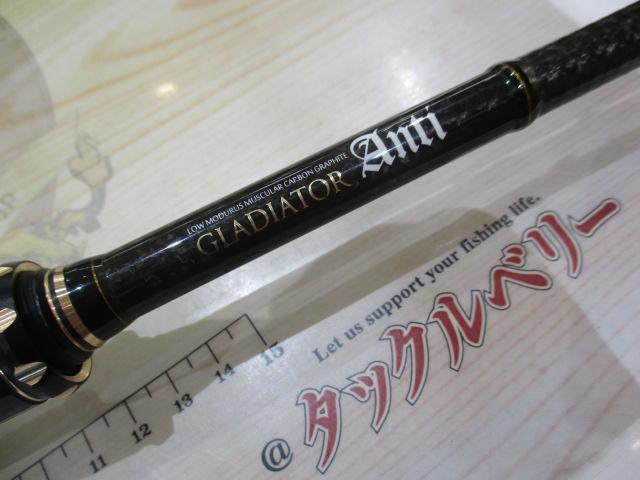 LOW MODURUS MUSCULAR CARBON GRAPHITE
GLADIATOR Anti
Let us support your fishing life.
@タックルベリー
11 12 13 14 15